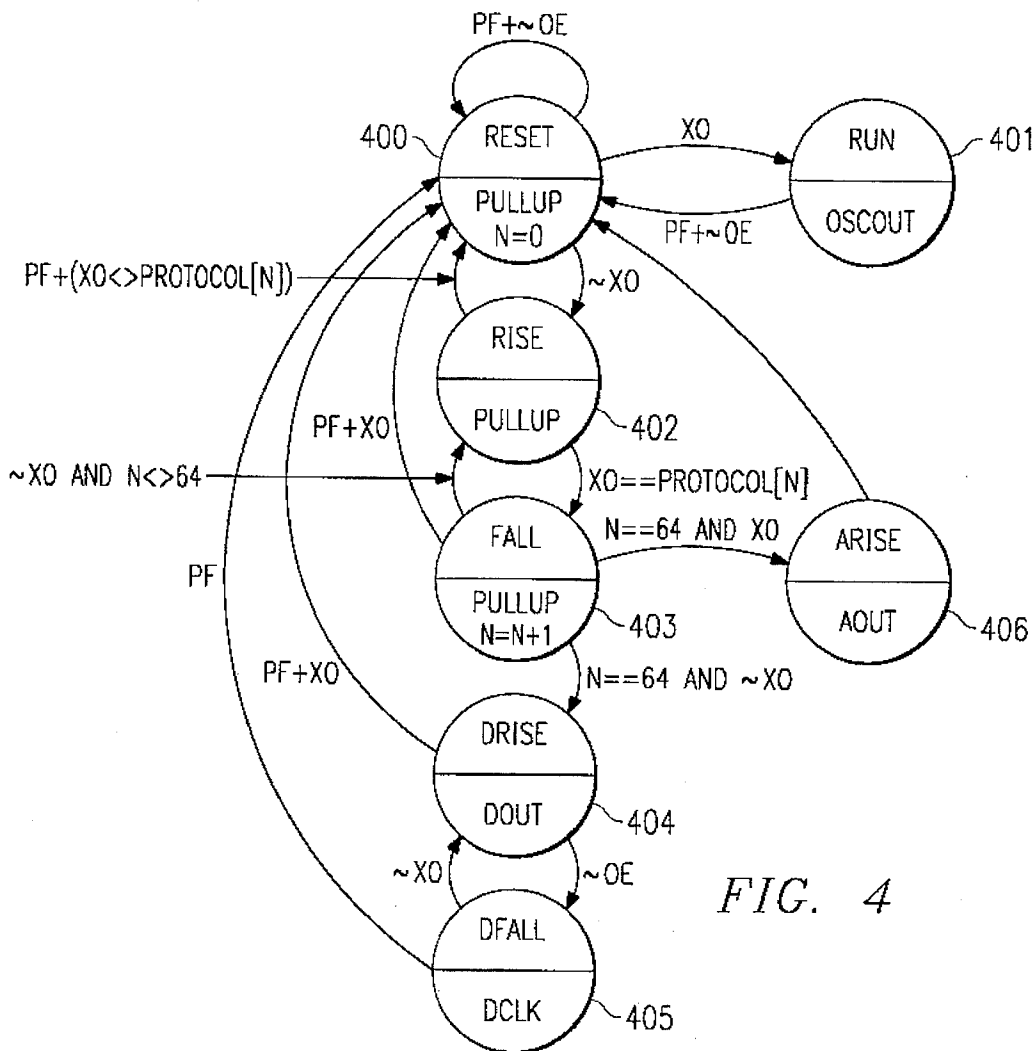 PF+~OE
400
RESET
PULLUP
N=0
XO
PF+~OE
RUN
OSCOUT
401
PF+(XO<>PROTOCOL[N])
~XO
RISE
PULLUP
402
PF+XO
~XO AND N<>64
XO==PROTOCOL[N]
FALL
PULLUP
N=N+1
403
N==64 AND XO
ARISE
AOUT
406
PF
PF+XO
N==64 AND ~XO
DRISE
DOUT
404
~XO
~OE
DFALL
DCLK
405
FIG. 4